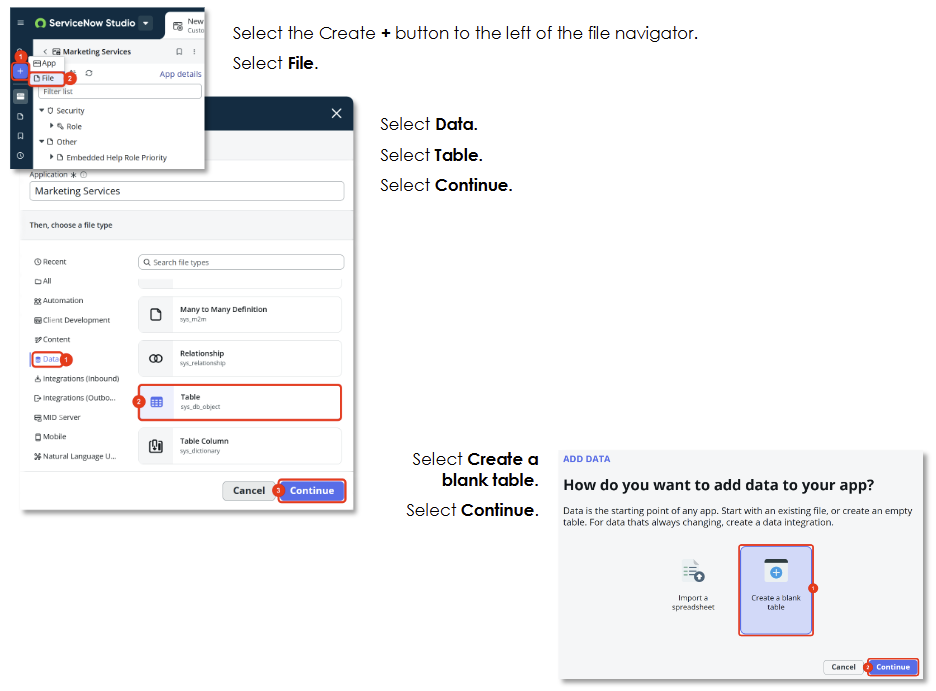 ServiceNow Studio
New
Custo
Select the Create + button to the left of the file navigator.
Marketing Services
1
App
Select File.
File 2
App details
Filter list
Security
Role
Other
Embedded Help Role Priority
Select Data.
Select Table.
Application *
Select Continue.
Marketing Services
Then, choose a file type
Recent
Search file types
All
Automation
Client Development
Content
Data 1
Integrations (Inbound)
Integrations (Outbo...
MID Server
Mobile
Natural Language U...
Many to Many Definition
sys_m2m
Relationship
sys_relationship
2
Table
sys_db_object
Table Column
sys_dictionary
Cancel
3
Continue
Select Create a
blank table.
Select Continue.
ADD DATA
How do you want to add data to your app?
Data is the starting point of any app. Start with an existing file, or create an empty
table. For data thats always changing, create a data integration.
Import a
spreadsheet
Create a blank
table
1
Cancel
2
Continue